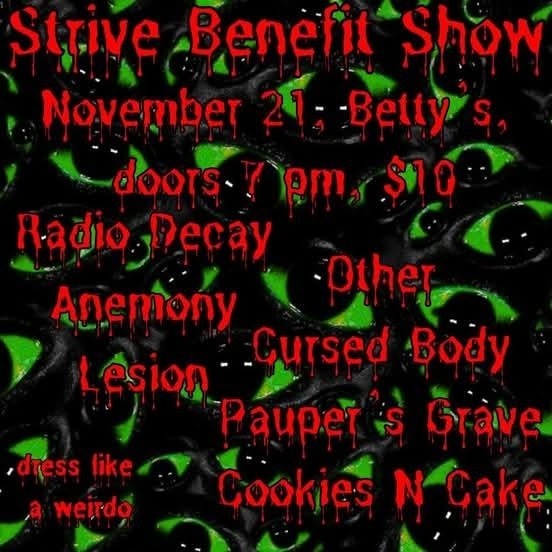 Strive Benefit Show
November 21, Betty's,
doors 7 pm, $10
Radio Decay
Other
Anemony
Cursed Body
Lesion
Pauper's Grave
dress like
a weirdo
Cookies N Cake